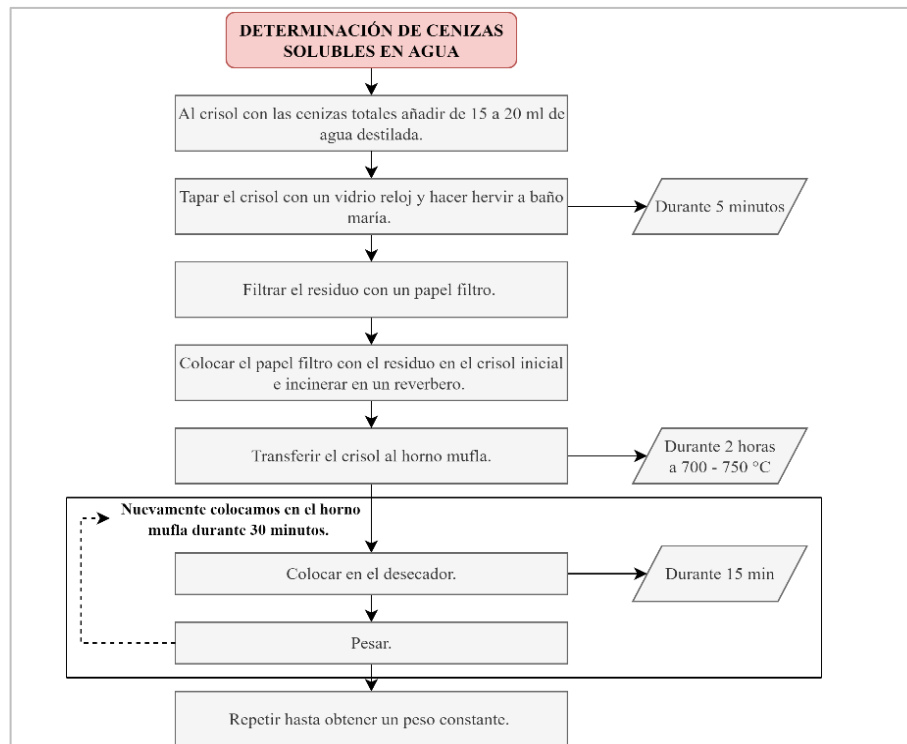 DETERMINACIÓN DE CENIZAS
SOLUBLES EN AGUA
Al crisol con las cenizas totales añadir de 15 a 20 ml de
agua destilada.
Tapar el crisol con un vidrio reloj y hacer hervir a baño
maría.
Durante 5 minutos
Filtrar el residuo con un papel filtro.
Colocar el papel filtro con el residuo en el crisol inicial
e incinerar en un reverbero.
Transferir el crisol al horno mufla.
Durante 2 horas
a 700 - 750 °C
Nuevamente colocamos en el horno
mufla durante 30 minutos.
Colocar en el desecador.
Durante 15 min
Pesar.
Repetir hasta obtener un peso constante.